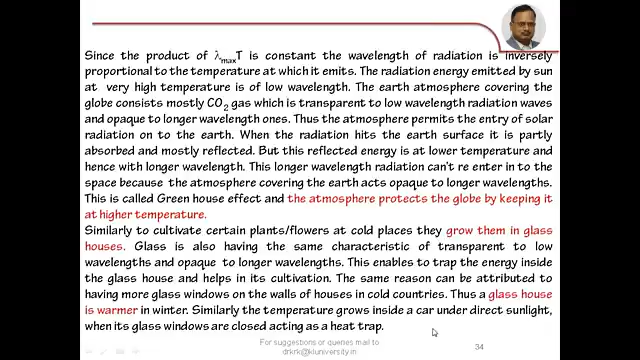 Since the product of λmaxT is constant the wavelength of radiation is inversely
proportional to the temperature at which it emits. The radiation energy emitted by sun
at very high temperature is of low wavelength. The earth atmosphere covering the
globe consists mostly CO2 gas which is transparent to low wavelength radiation waves
and opaque to longer wavelength ones. Thus the atmosphere permits the entry of solar
radiation on to the earth. When the radiation hits the earth surface it is partly
absorbed and mostly reflected. But this reflected energy is at lower temperature and
hence with longer wavelength. This longer wavelength radiation can't re enter in to the
space because the atmosphere covering the earth acts opaque to longer wavelengths.
This is called Green house effect and the atmosphere protects the globe by keeping it
at higher temperature.
Similarly to cultivate certain plants/flowers at cold places they grow them in glass
houses. Glass is also having the same characteristic of transparent to low
wavelengths and opaque to longer wavelengths. This enables to trap the energy inside
the glass house and helps in its cultivation. The same reason can be attributed to
having more glass windows on the walls of houses in cold countries. Thus a glass house
is warmer in winter. Similarly the temperature grows inside a car under direct sunlight,
when its glass windows are closed acting as a heat trap.
For suggestions or queries mail to
drkrk@kluniversity.in
34